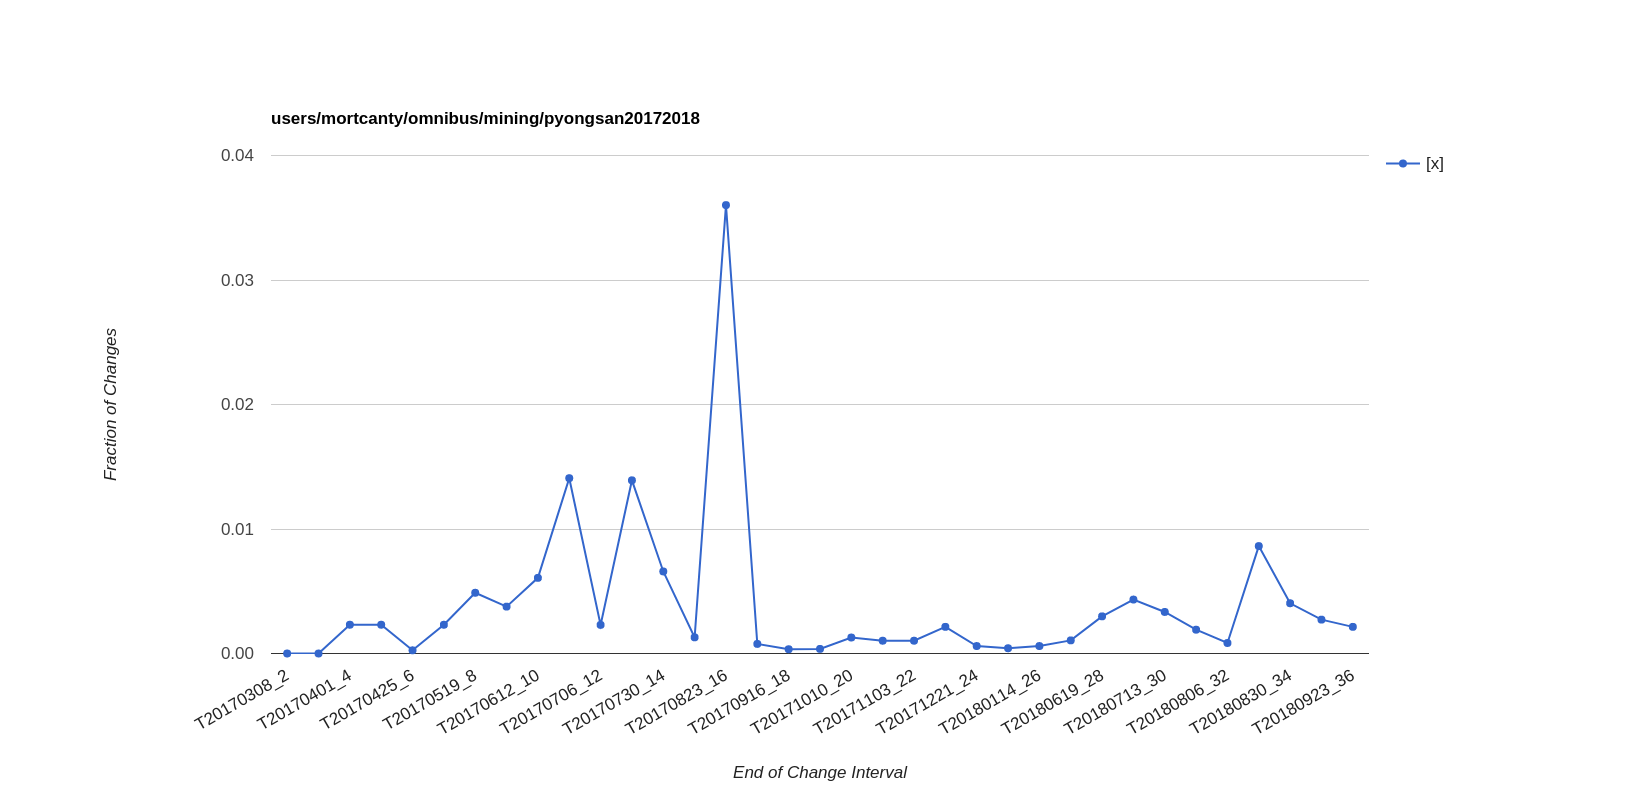 users/mortcanty/omnibus/mining/pyongsan20172018
0.04
0.03
0.02
0.01
0.00
Fraction of Changes
[x]
T20170308_2
T20170401_4
T20170425_6
T20170519_8
T20170612_10
T20170706_12
T20170730_14
T20170823_16
T20170916_18
T20171010_20
T20171103_22
T20171221_24
T20180114_26
T20180619_28
T20180713_30
T20180806_32
T20180830_34
T20180923_36
End of Change Interval